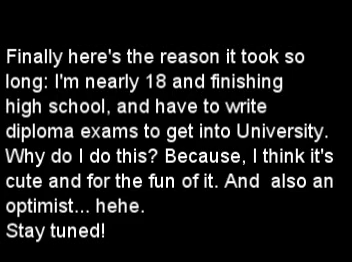 Finally here's the reason it took so
long: I'm nearly 18 and finishing
high school, and have to write
diploma exams to get into University.
Why do I do this? Because, I think it's
cute and for the fun of it. And  also an
optimist... hehe.
Stay tuned!